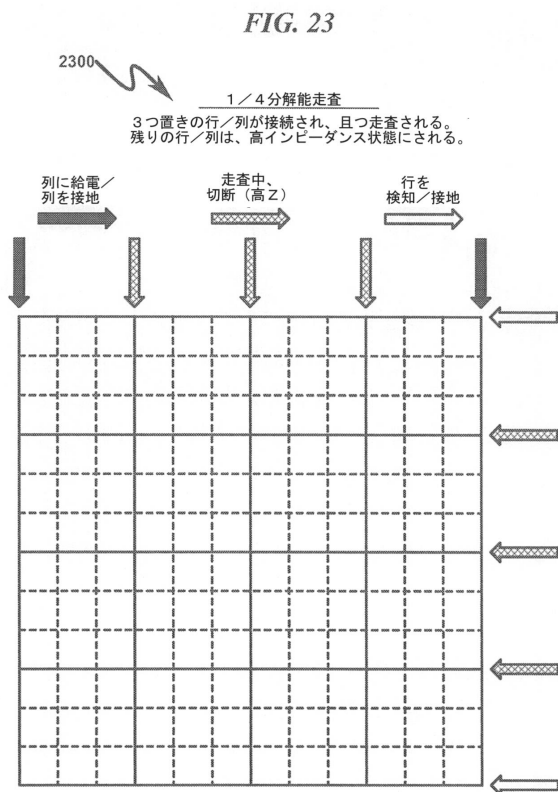 FIG. 23
2300
1／4分解能走査
3つ置きの行／列が接続され、且つ走査される。
残りの行／列は、高インピーダンス状態にされる。
列に給電／
列を接地
走査中、
切断（高Z）
行を
検知／接地